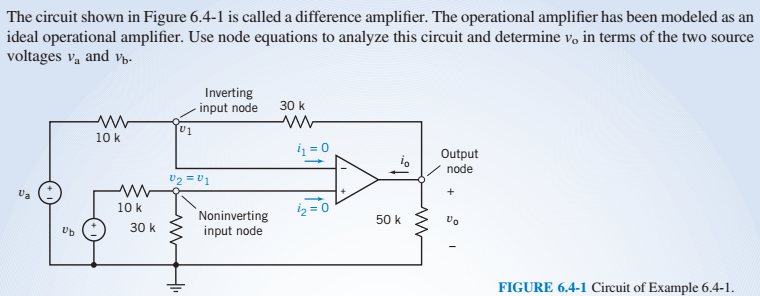 The circuit shown in Figure 6.4-1 is called a difference amplifier. The operational amplifier has been modeled as an
ideal operational amplifier. Use node equations to analyze this circuit and determine vₒ in terms of the two source
voltages vₐ and v_b.
Inverting
input node
30 k
v₁
10 k
i₁ = 0
iₒ
Output
node
v₂ = v₁
−
+
+
vₐ
+
−
10 k
i₂ = 0
Noninverting
input node
50 k
vₒ
v_b
+
−
30 k
−
FIGURE 6.4-1 Circuit of Example 6.4-1.